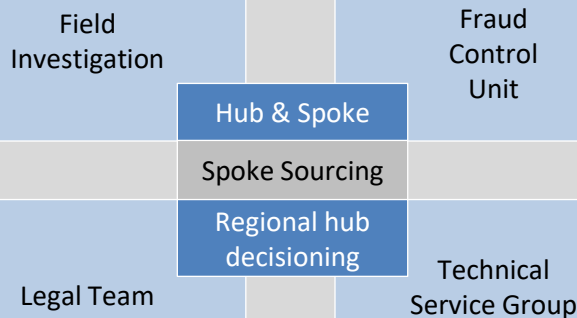 Field
Investigation
Fraud
Control
Unit
Hub & Spoke
Spoke Sourcing
Regional hub
decisioning
Legal Team
Technical
Service Group